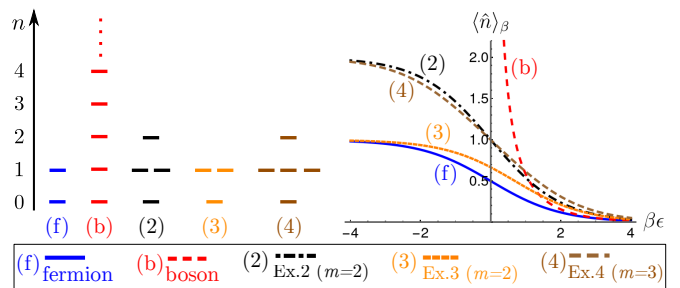 n
4
3
2
1
0
(f) (b) (2) (3) (4)
⟨n̂⟩β
2.0
1.5
1.0
0.5
(2)
(4)
(b)
(3)
(f)
-4 -2 0 2 4 βϵ
(f) fermion (b) boson (2) Ex.2 (m=2) (3) Ex.3 (m=2) (4) Ex.4 (m=3)